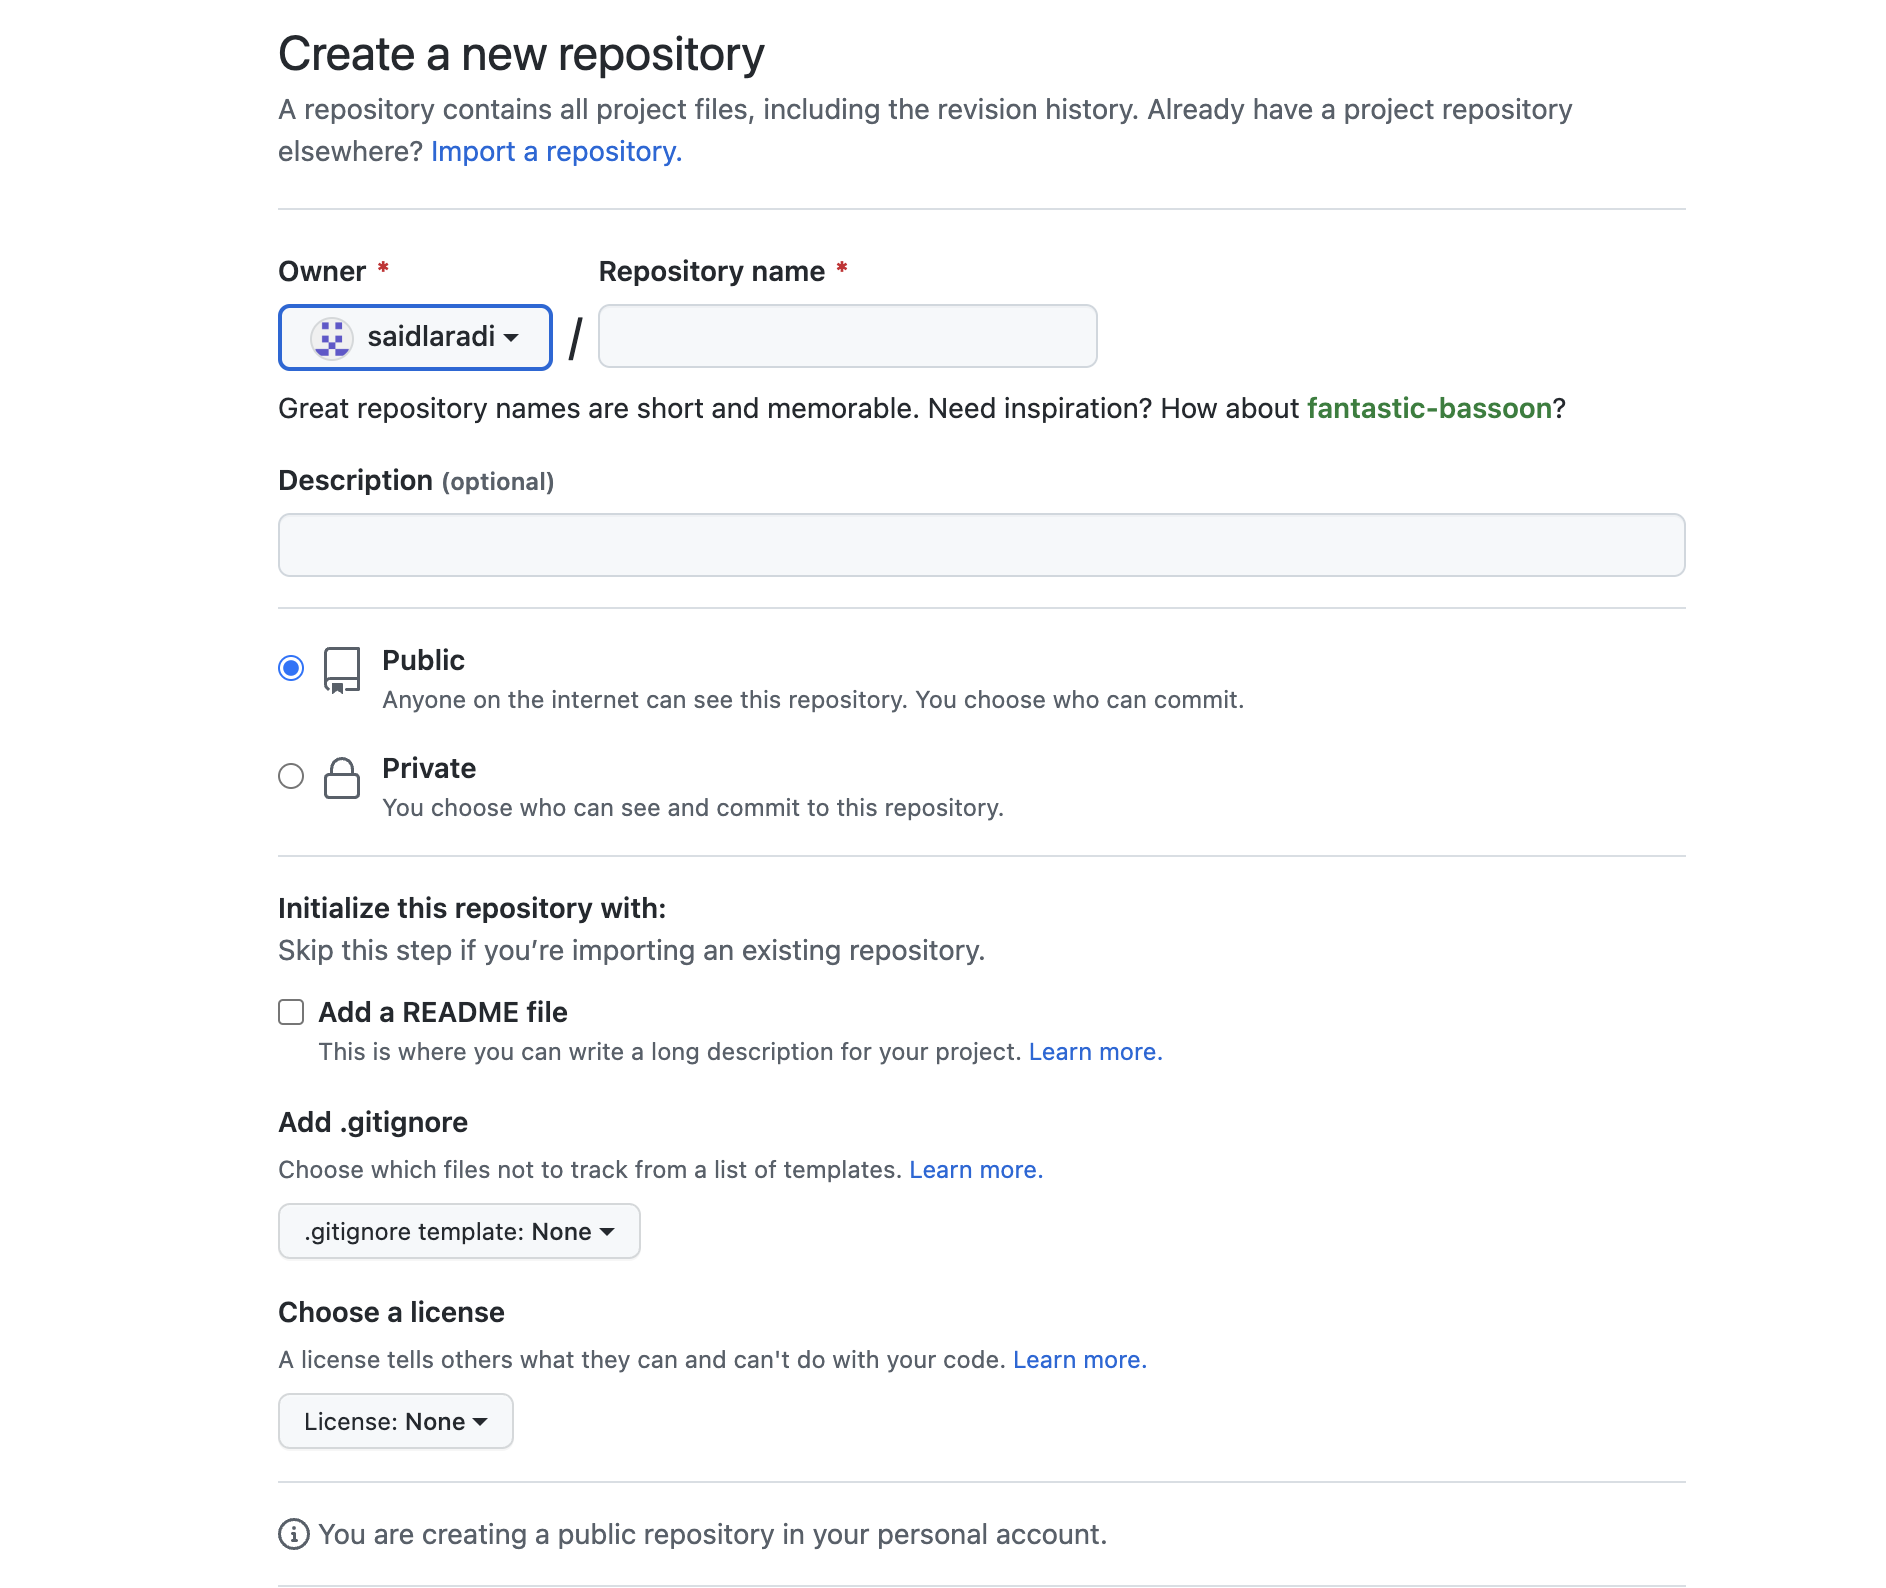 Create a new repository
A repository contains all project files, including the revision history. Already have a project repository
elsewhere? Import a repository.
Owner * Repository name *
saidlaradi /
Great repository names are short and memorable. Need inspiration? How about fantastic-bassoon?
Description (optional)
Public
Anyone on the internet can see this repository. You choose who can commit.
Private
You choose who can see and commit to this repository.
Initialize this repository with:
Skip this step if you’re importing an existing repository.
Add a README file
This is where you can write a long description for your project. Learn more.
Add .gitignore
Choose which files not to track from a list of templates. Learn more.
.gitignore template: None
Choose a license
A license tells others what they can and can't do with your code. Learn more.
License: None
You are creating a public repository in your personal account.